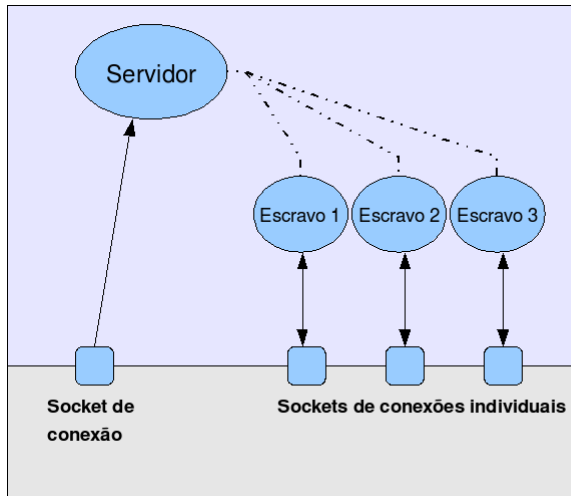 Servidor
Escravo 1
Escravo 2
Escravo 3
Socket de
conexão
Sockets de conexões individuais